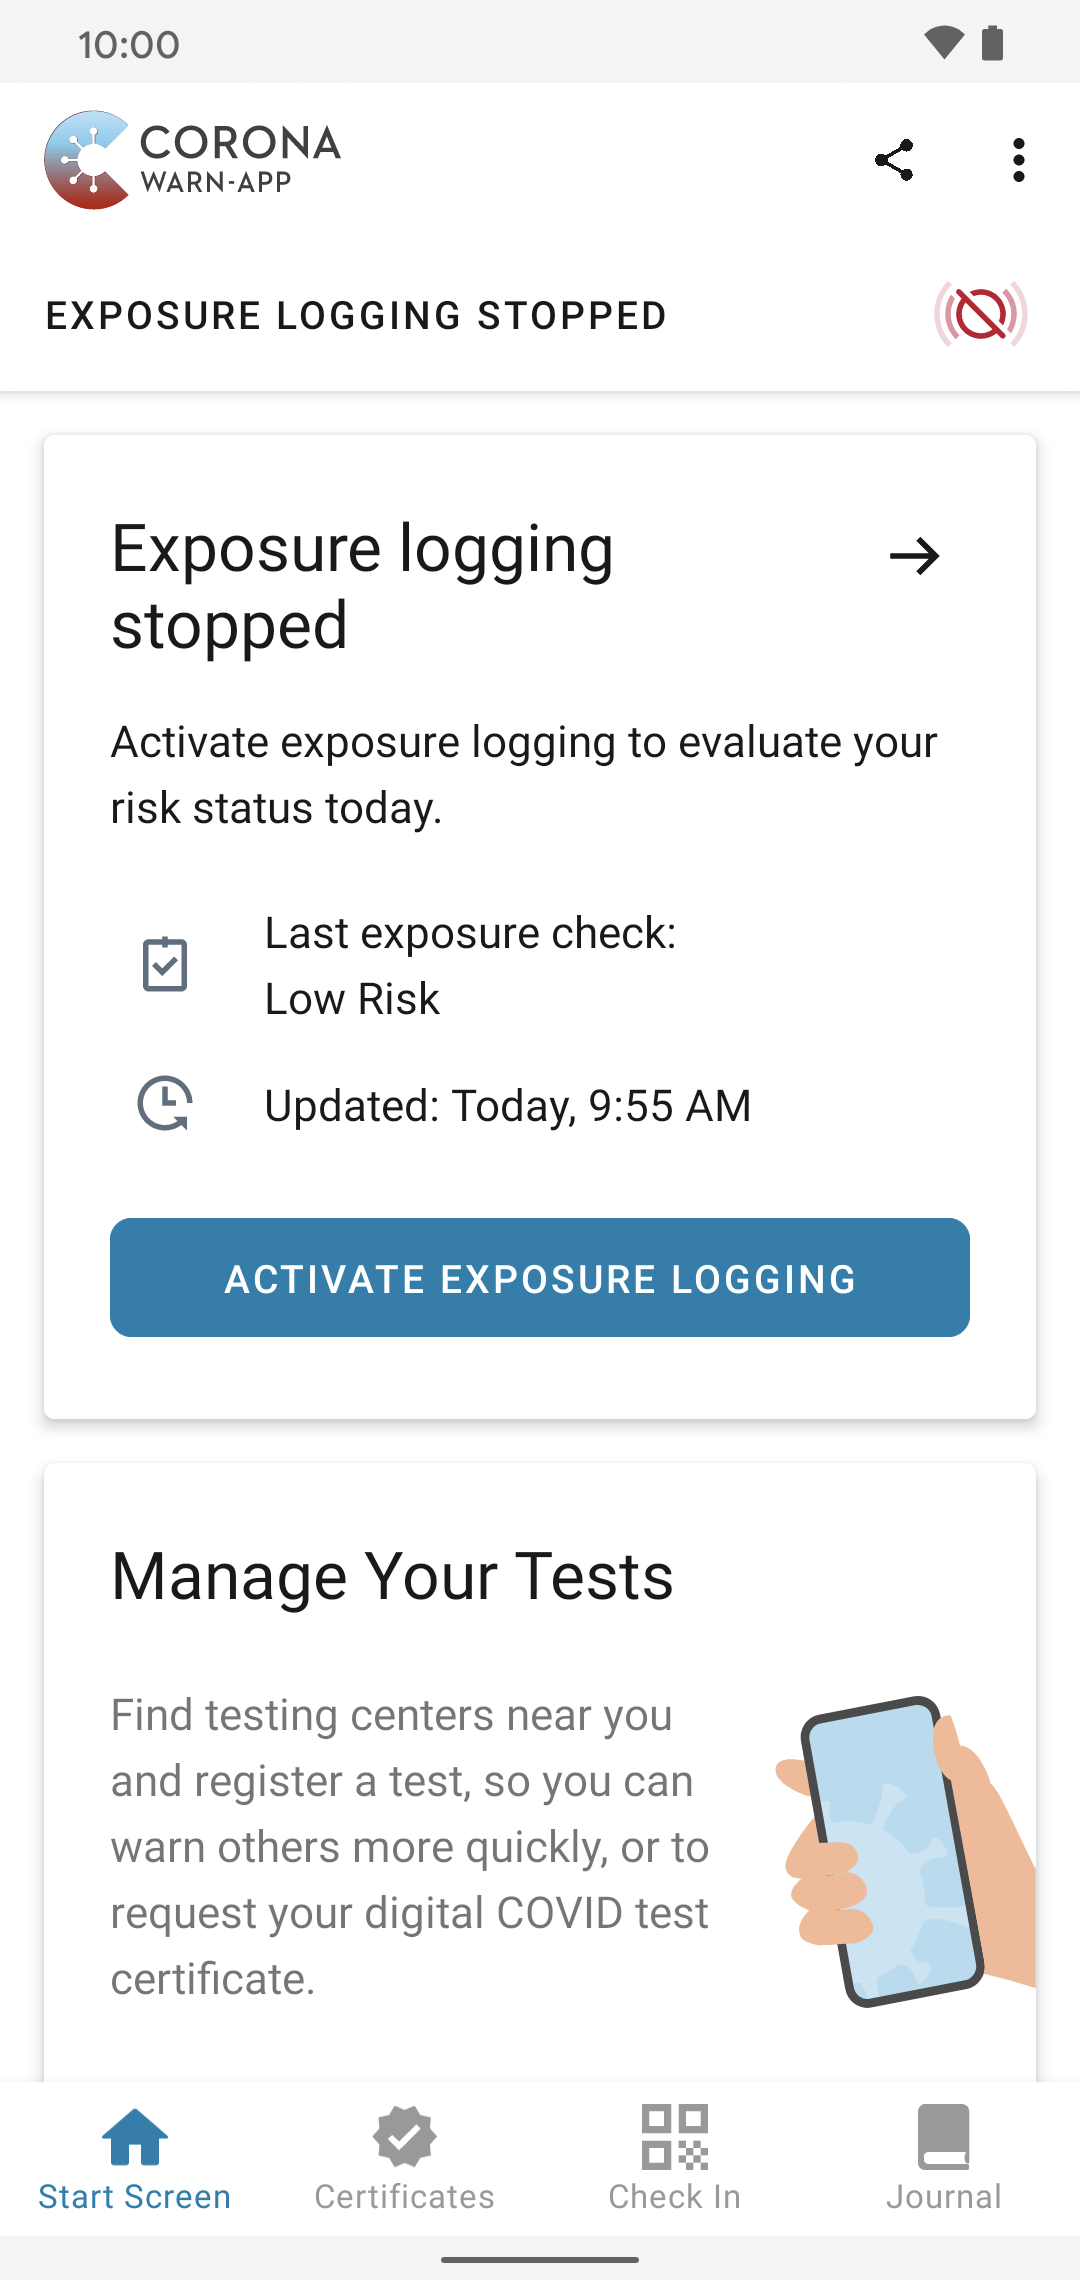 10:00
CORONA
WARN-APP
EXPOSURE LOGGING STOPPED
Exposure logging
stopped
Activate exposure logging to evaluate your
risk status today.
Last exposure check:
Low Risk
Updated: Today, 9:55 AM
ACTIVATE EXPOSURE LOGGING
Manage Your Tests
Find testing centers near you
and register a test, so you can
warn others more quickly, or to
request your digital COVID test
certificate.
Start Screen
Certificates
Check In
Journal